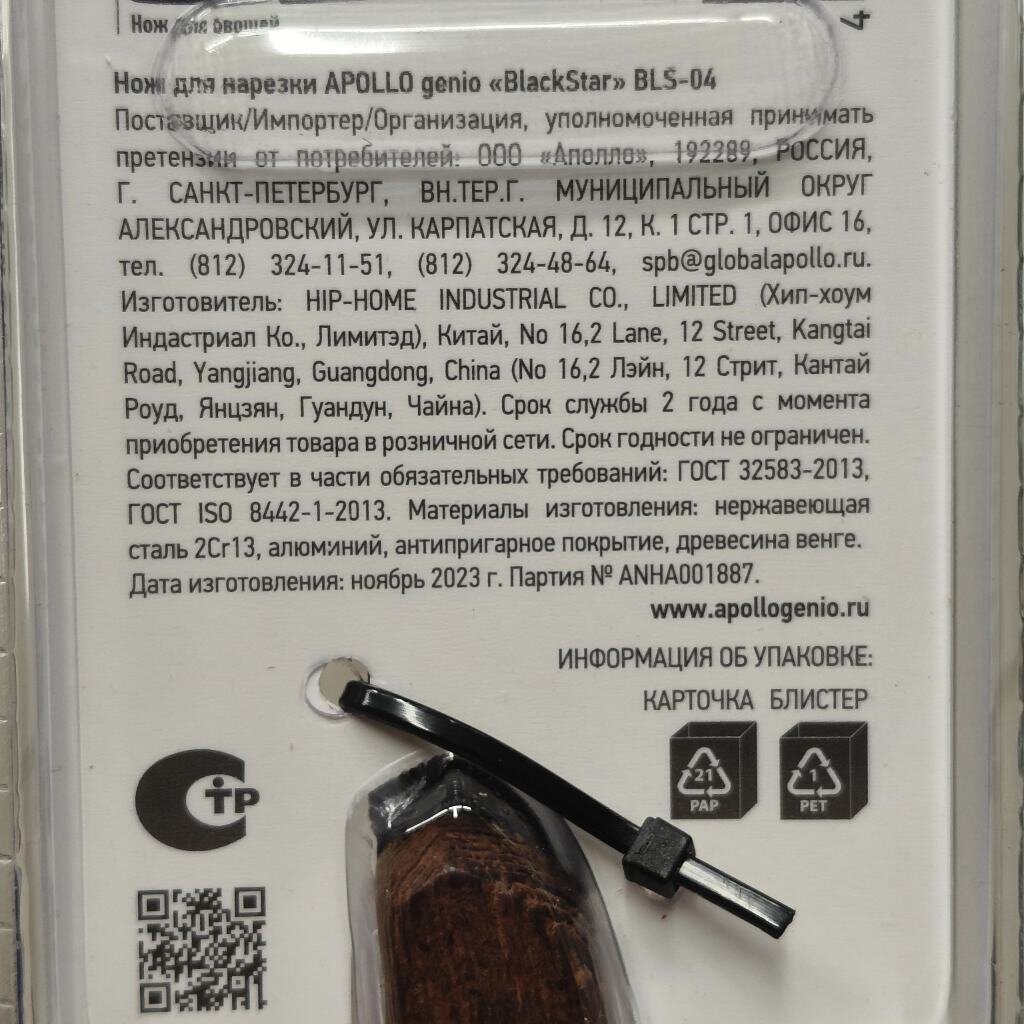 Нож для овощей
4
Нож для нарезки APOLLO genio «BlackStar» BLS-04
Поставщик/Импортер/Организация, уполномоченная принимать
претензии от потребителей: ООО «Аполло», 192289, РОССИЯ,
Г. САНКТ-ПЕТЕРБУРГ, ВН.ТЕР.Г. МУНИЦИПАЛЬНЫЙ ОКРУГ
АЛЕКСАНДРОВСКИЙ, УЛ. КАРПАТСКАЯ, Д. 12, К. 1 СТР. 1, ОФИС 16,
тел. (812) 324-11-51, (812) 324-48-64, spb@globalapollo.ru.
Изготовитель: HIP-HOME INDUSTRIAL CO., LIMITED (Хип-хоум
Индастриал Ко., Лимитэд), Китай, No 16,2 Lane, 12 Street, Kangtai
Road, Yangjiang, Guangdong, China (No 16,2 Лэйн, 12 Стрит, Кантай
Роуд, Янцзян, Гуандун, Чайна). Срок службы 2 года с момента
приобретения товара в розничной сети. Срок годности не ограничен.
Соответствует в части обязательных требований: ГОСТ 32583-2013,
ГОСТ ISO 8442-1-2013. Материалы изготовления: нержавеющая
сталь 2Cr13, алюминий, антипригарное покрытие, древесина венге.
Дата изготовления: ноябрь 2023 г. Партия № ANHA001887.
www.apollogenio.ru
ИНФОРМАЦИЯ ОБ УПАКОВКЕ:
КАРТОЧКА БЛИСТЕР
21 1
PAP PET
стр